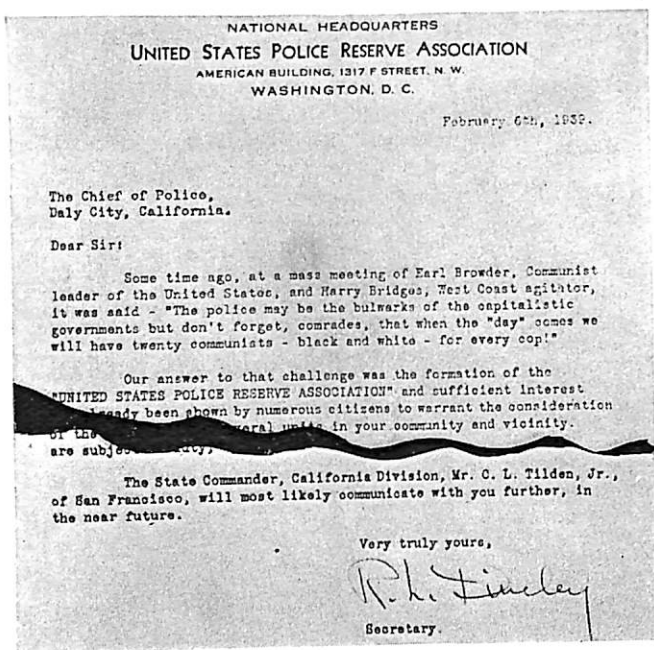 NATIONAL HEADQUARTERS
UNITED STATES POLICE RESERVE ASSOCIATION
AMERICAN BUILDING, 1317 F STREET, N. W.
WASHINGTON, D. C.
February 6th, 1939.
The Chief of Police,
Daly City, California.
Dear Sir:
Some time ago, at a mass meeting of Earl Browder, Communist
leader of the United States, and Harry Bridges, West Coast agitator,
it was said - "The police may be the bulwarks of the capitalistic
governments but don't forget, comrades, that when the "day" comes we
will have twenty communists - black and white - for every cop!"
Our answer to that challenge was the formation of the
"UNITED STATES POLICE RESERVE ASSOCIATION" and sufficient interest
been shown by numerous citizens to warrant the consideration
of the units in your community and vicinity.
are
The State Commander, California Division, Mr. C. L. Tilden, Jr.,
of San Francisco, will most likely communicate with you further, in
the near future.
Very truly yours,
R. L.
Secretary.